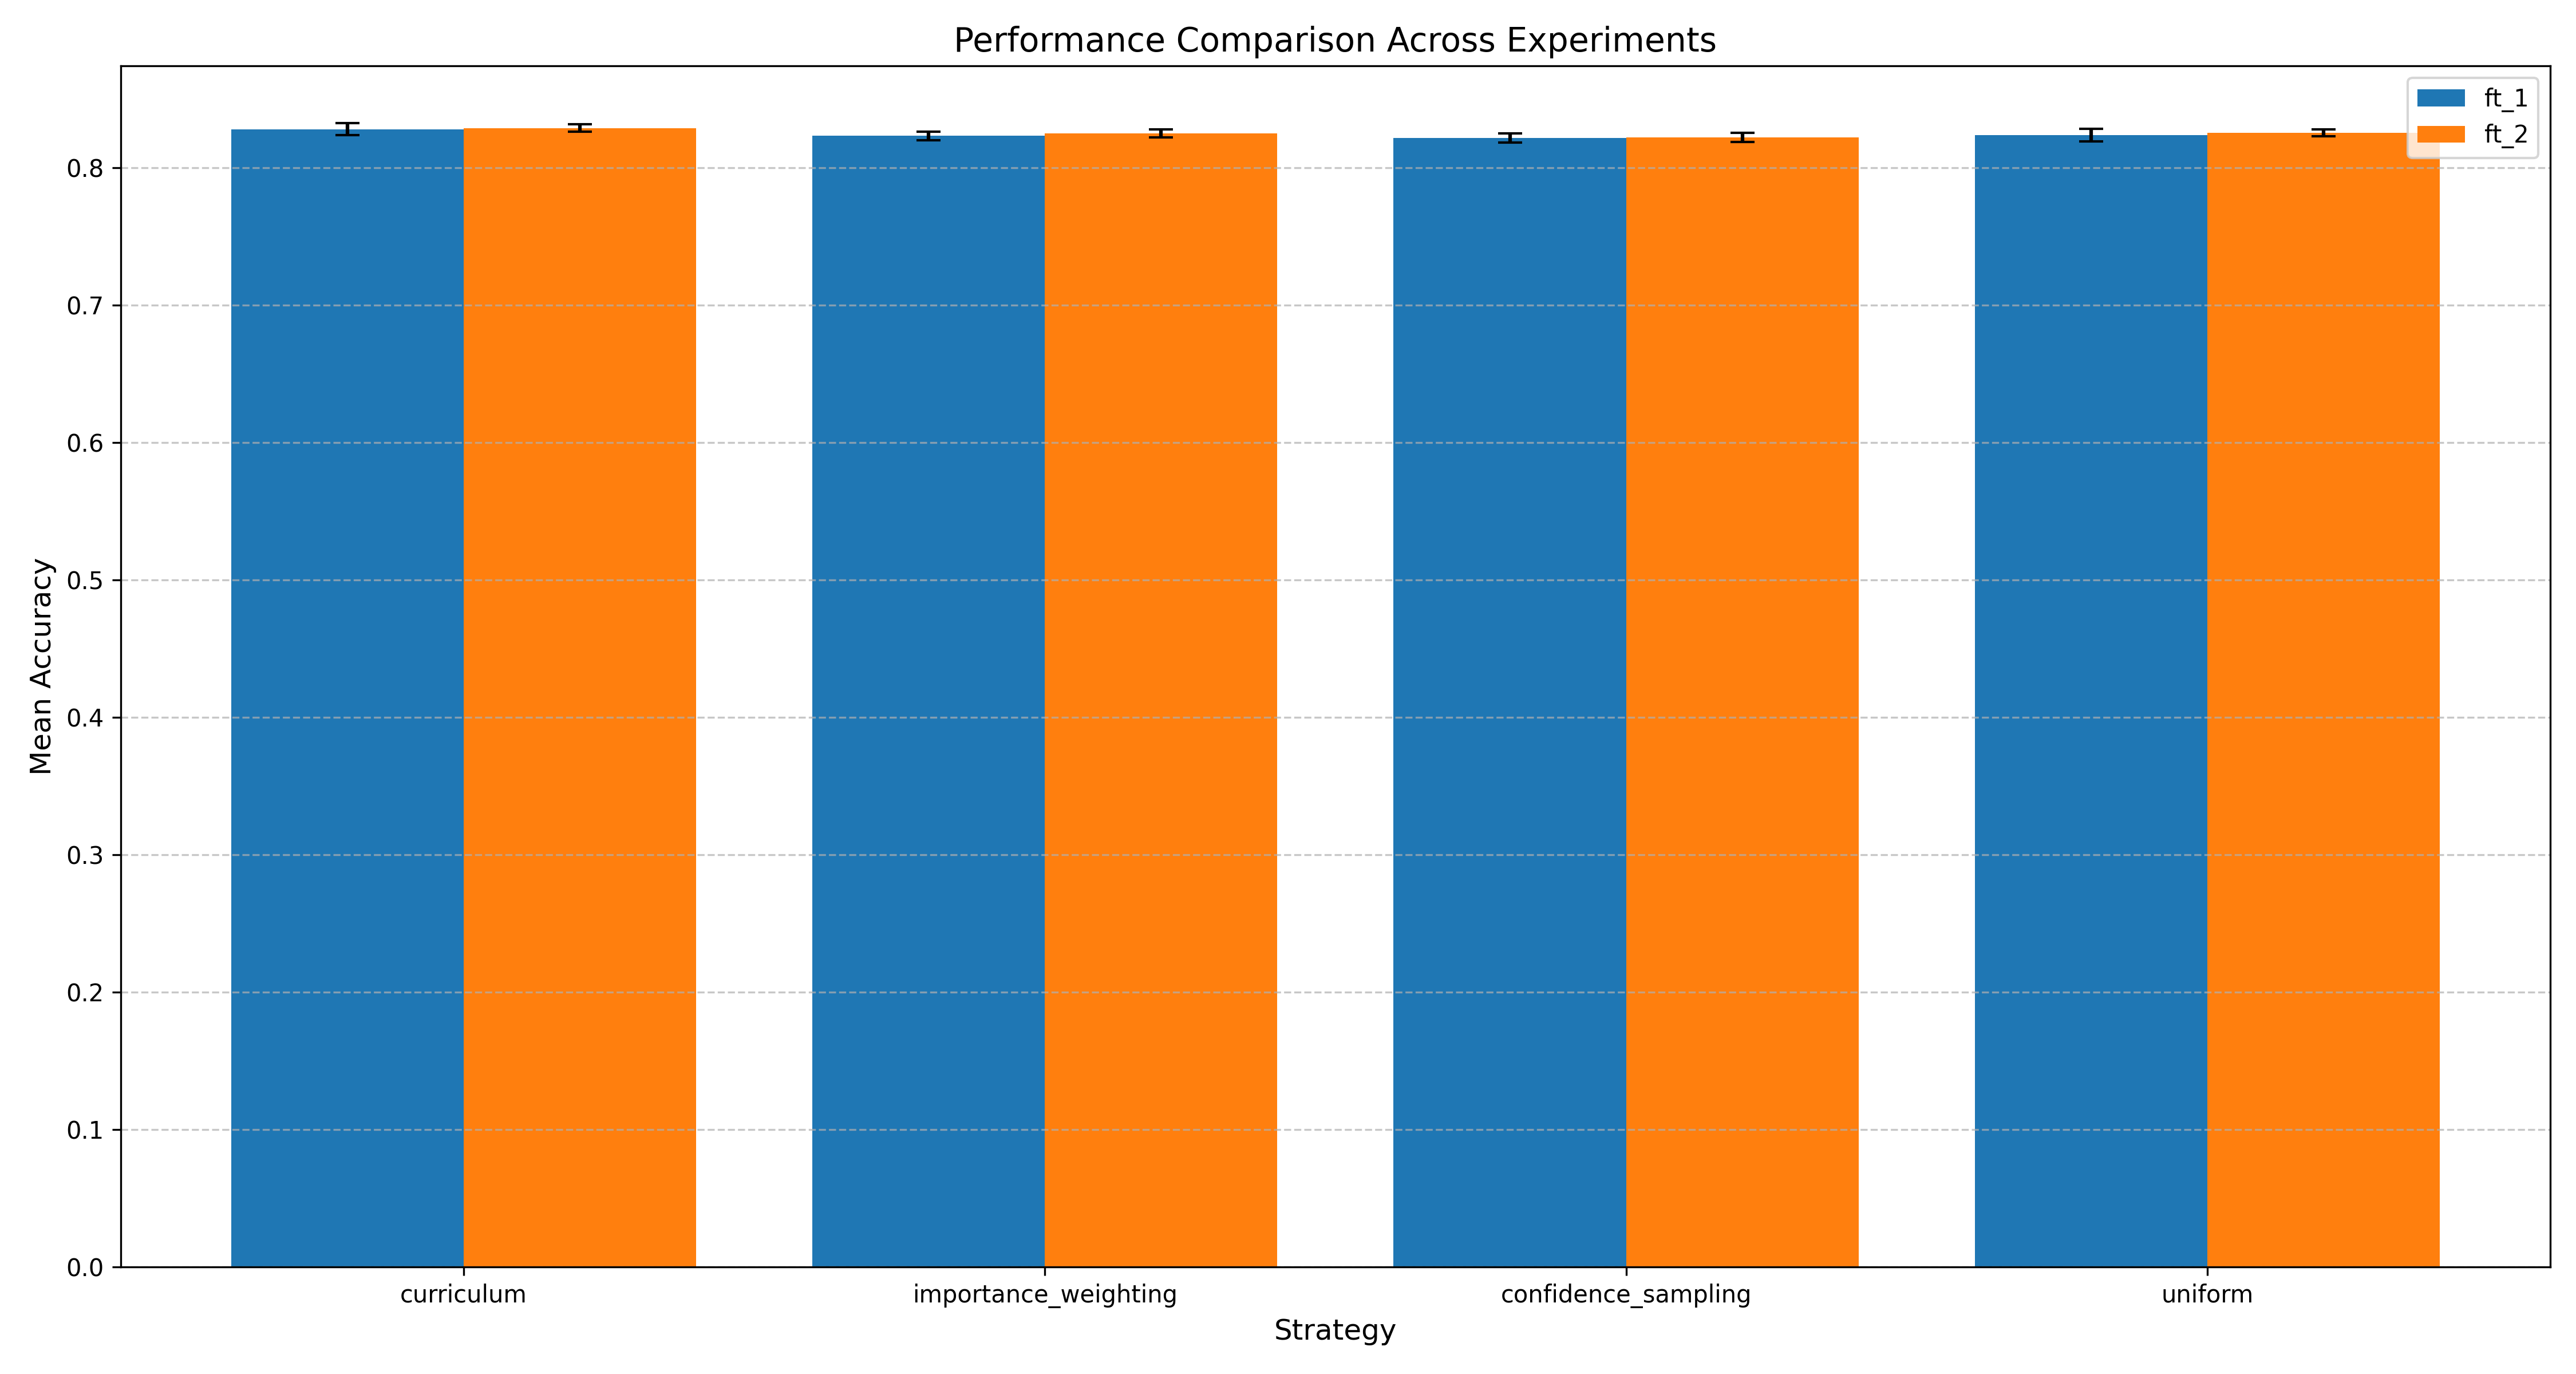 Performance Comparison Across Experiments
ft_1
ft_2
Mean Accuracy
0.8
0.7
0.6
0.5
0.4
0.3
0.2
0.1
0.0
curriculum
importance_weighting
confidence_sampling
uniform
Strategy